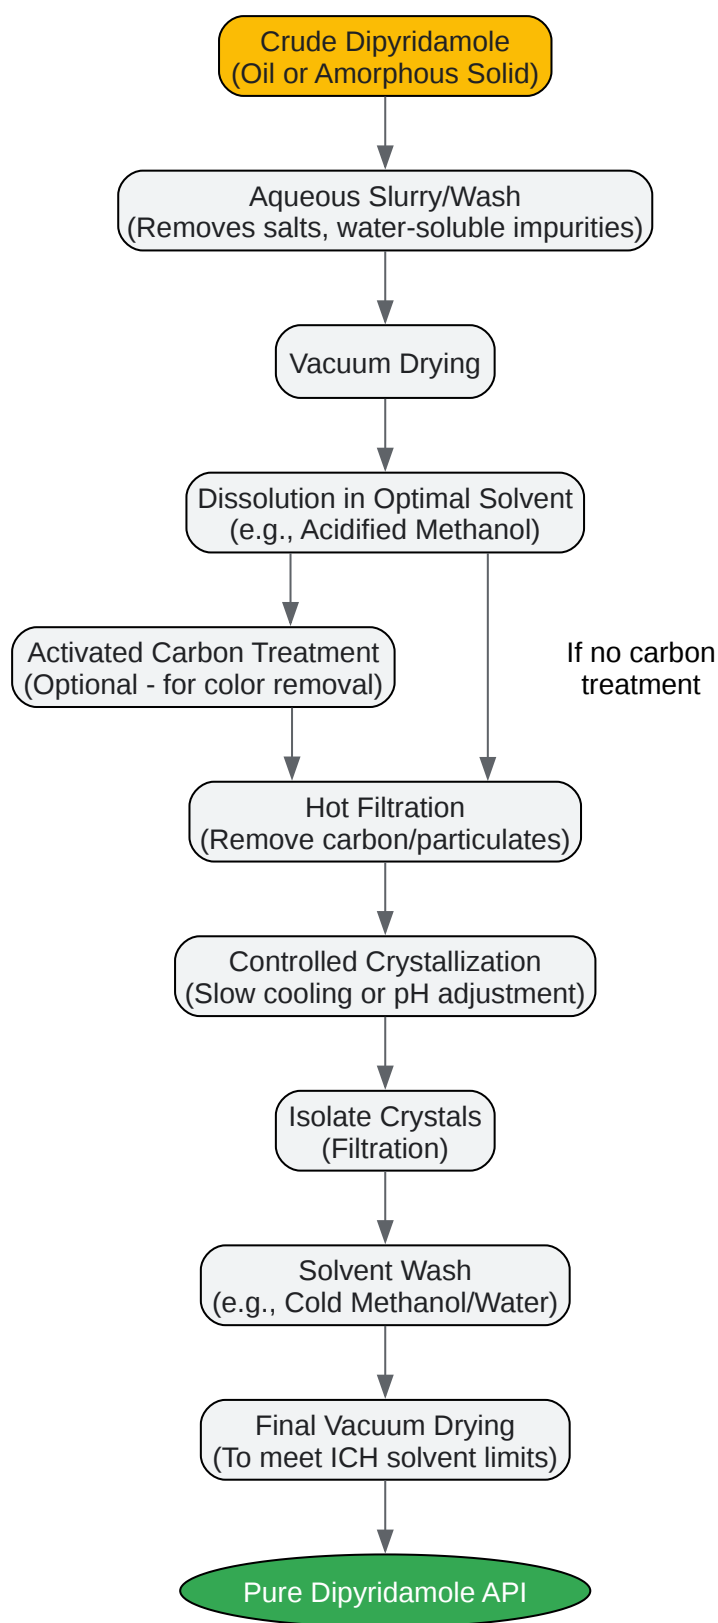 Crude Dipyridamole
(Oil or Amorphous Solid)
Aqueous Slurry/Wash
(Removes salts, water-soluble impurities)
Vacuum Drying
Dissolution in Optimal Solvent
(e.g., Acidified Methanol)
Activated Carbon Treatment
(Optional - for color removal)
If no carbon
treatment
Hot Filtration
(Remove carbon/particulates)
Controlled Crystallization
(Slow cooling or pH adjustment)
Isolate Crystals
(Filtration)
Solvent Wash
(e.g., Cold Methanol/Water)
Final Vacuum Drying
(To meet ICH solvent limits)
Pure Dipyridamole API